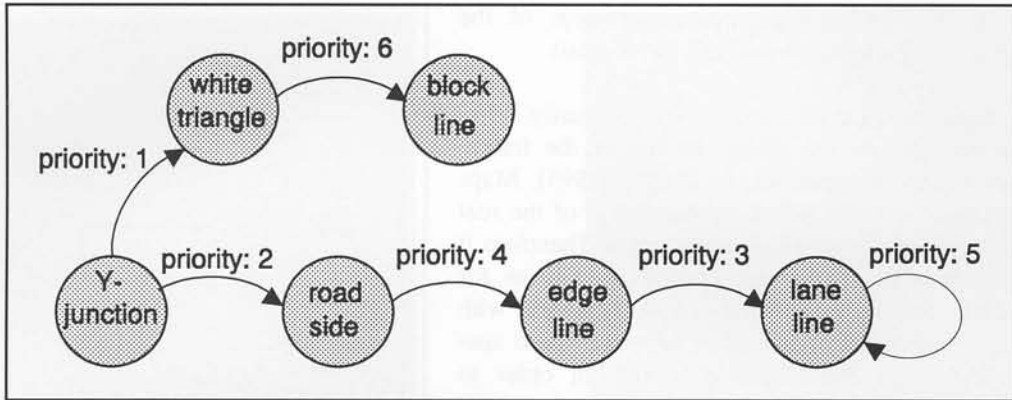 priority: 6
white
triangle
block
line
priority: 1
priority: 2
priority: 4
priority: 3
priority: 5
Y-
junction
road
side
edge
line
lane
line